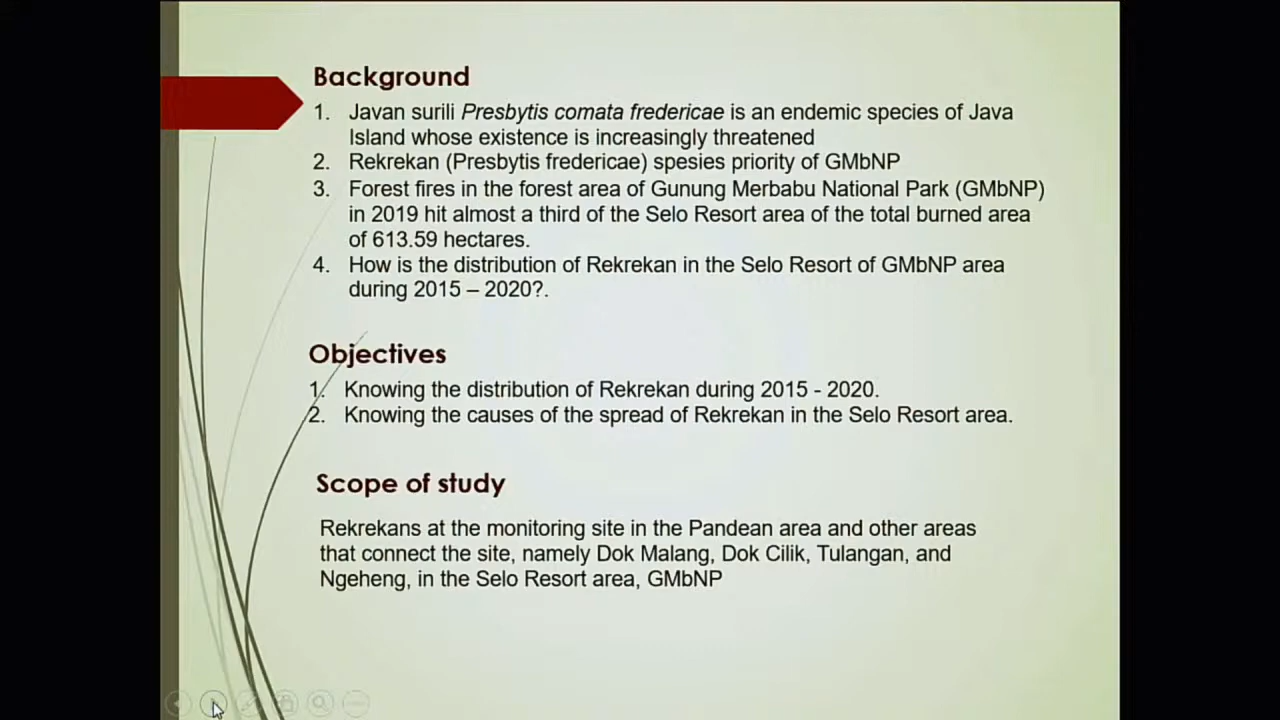 Background
1. Javan surili Presbytis comata fredericae is an endemic species of Java
Island whose existence is increasingly threatened
2. Rekrekan (Presbytis fredericae) spesies priority of GMbNP
3. Forest fires in the forest area of Gunung Merbabu National Park (GMbNP)
in 2019 hit almost a third of the Selo Resort area of the total burned area
of 613.59 hectares.
4. How is the distribution of Rekrekan in the Selo Resort of GMbNP area
during 2015 – 2020?.
Objectives
1. Knowing the distribution of Rekrekan during 2015 - 2020.
2. Knowing the causes of the spread of Rekrekan in the Selo Resort area.
Scope of study
Rekrekans at the monitoring site in the Pandean area and other areas
that connect the site, namely Dok Malang, Dok Cilik, Tulangan, and
Ngeheng, in the Selo Resort area, GMbNP